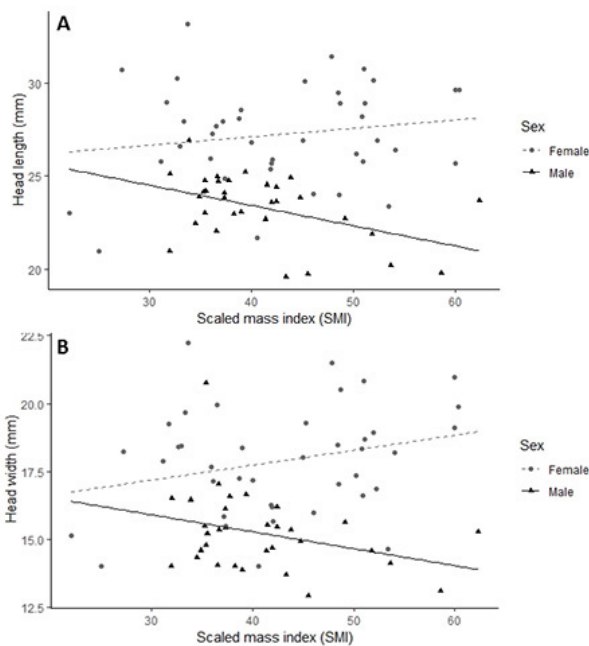 A
30
25
20
Head length (mm)
30
40
50
60
Scaled mass index (SMI)
Sex
Female
Male
B
22.5
20.0
17.5
15.0
12.5
Head width (mm)
30
40
50
60
Scaled mass index (SMI)
Sex
Female
Male